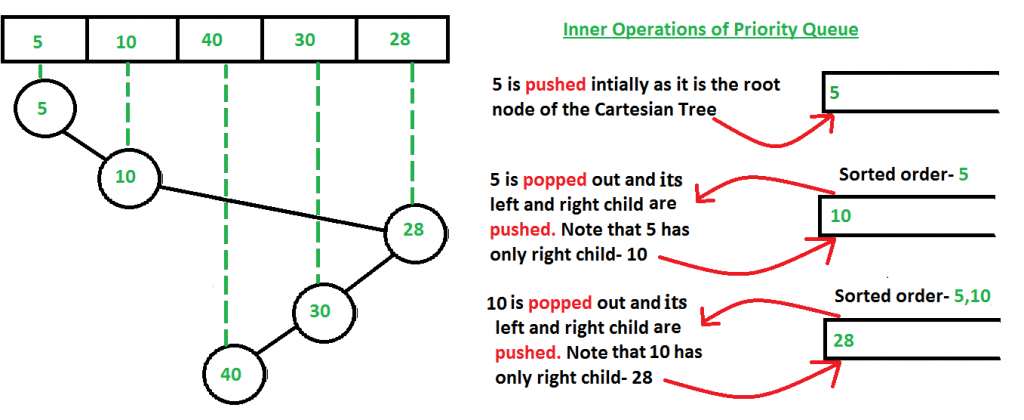 5 10 40 30 28
5
10
28
30
40
Inner Operations of Priority Queue
5 is pushed intially as it is the root
node of the Cartesian Tree
5
5 is popped out and its
left and right child are
pushed. Note that 5 has
only right child- 10
Sorted order- 5
10
10 is popped out and its
left and right child are
pushed. Note that 10 has
only right child- 28
Sorted order- 5,10
28